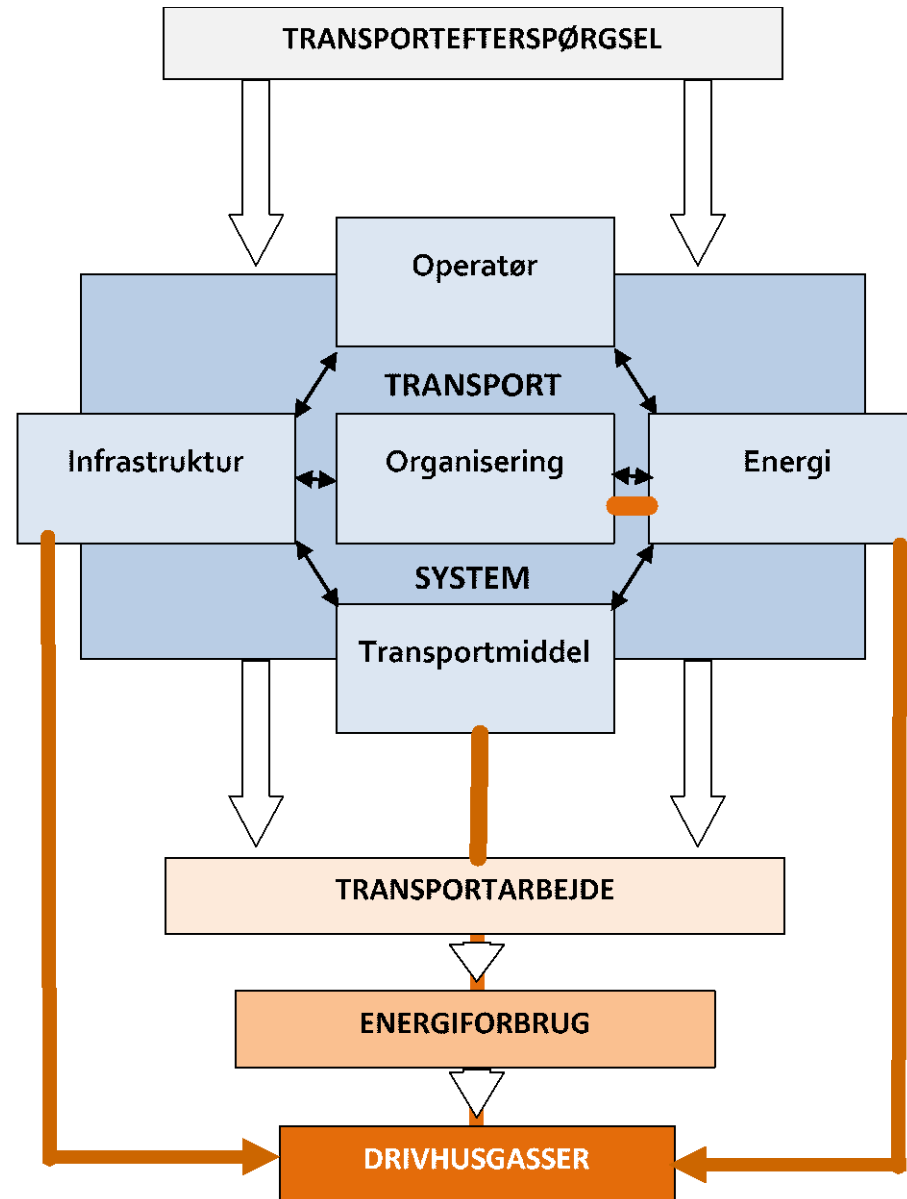 TRANSPORTEFTERSPØRGSEL
Operatør
TRANSPORT
Infrastruktur
Organisering
Energi
SYSTEM
Transportmiddel
TRANSPORTARBEJDE
ENERGIFORBRUG
DRIVHUSGASSER